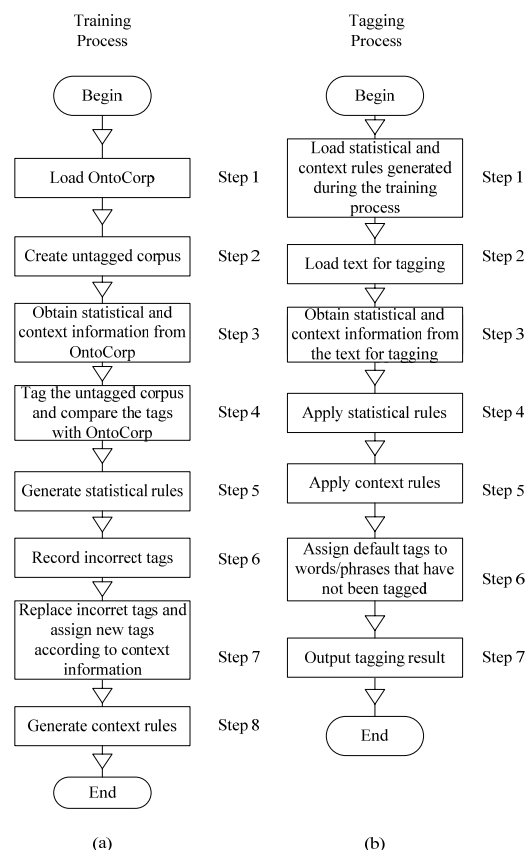 Training
Process
Begin
Load OntoCorp
Step 1
Create untagged corpus
Step 2
Obtain statistical and
context information from
OntoCorp
Step 3
Tag the untagged corpus
and compare the tags
with OntoCorp
Step 4
Generate statistical rules
Step 5
Record incorrect tags
Step 6
Replace incorret tags and
assign new tags
according to context
information
Step 7
Generate context rules
Step 8
End
(a)
Tagging
Process
Begin
Load statistical and
context rules generated
during the training
process
Step 1
Load text for tagging
Step 2
Obtain statistical and
context information from
the text for tagging
Step 3
Apply statistical rules
Step 4
Apply context rules
Step 5
Assign default tags to
words/phrases that have
not been tagged
Step 6
Output tagging result
Step 7
End
(b)